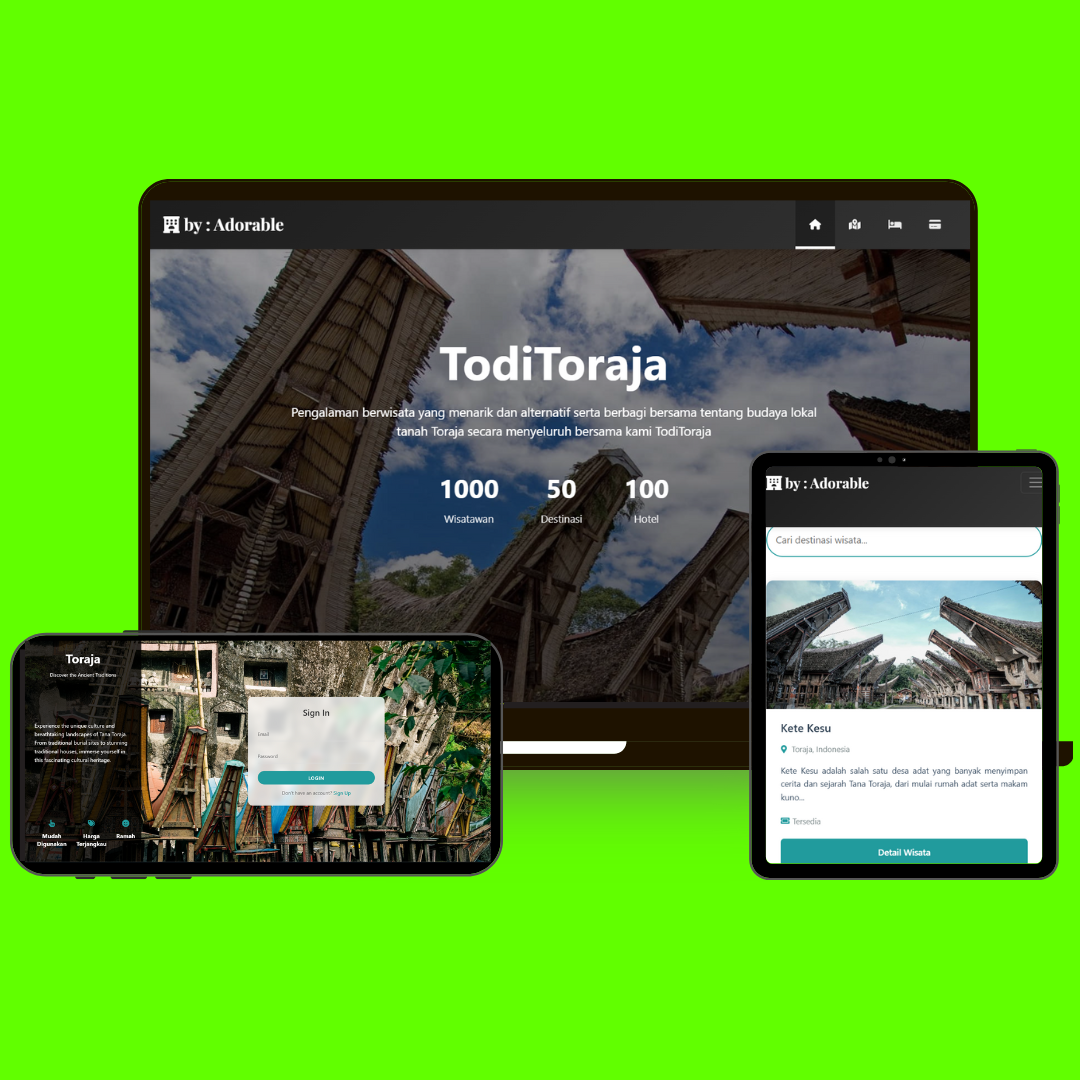 by : Adorable
TodiToraja
Pengalaman berwisata yang menarik dan alternatif serta berbagi bersama tentang budaya lokal
tanah Toraja secara menyeluruh bersama kami TodiToraja
1000 50 100
Wisatawan Destinasi Hotel
Toraja
Discover the Ancient Traditions
Experience the unique culture and
breathtaking landscapes of Tana Toraja.
From traditional burial sites to stunning
traditional houses, immerse yourself in
this fascinating cultural heritage.
Mudah
Digunakan
Harga
Terjangkau
Ramah
Sign In
Email
Password
LOGIN
Don't have an account? Sign Up
by : Adorable
Cari destinasi wisata...
Kete Kesu
Toraja, Indonesia
Kete Kesu adalah salah satu desa adat yang banyak menyimpan
cerita dan sejarah Tana Toraja, dari mulai rumah adat serta makam
kuno...
Tersedia
Detail Wisata